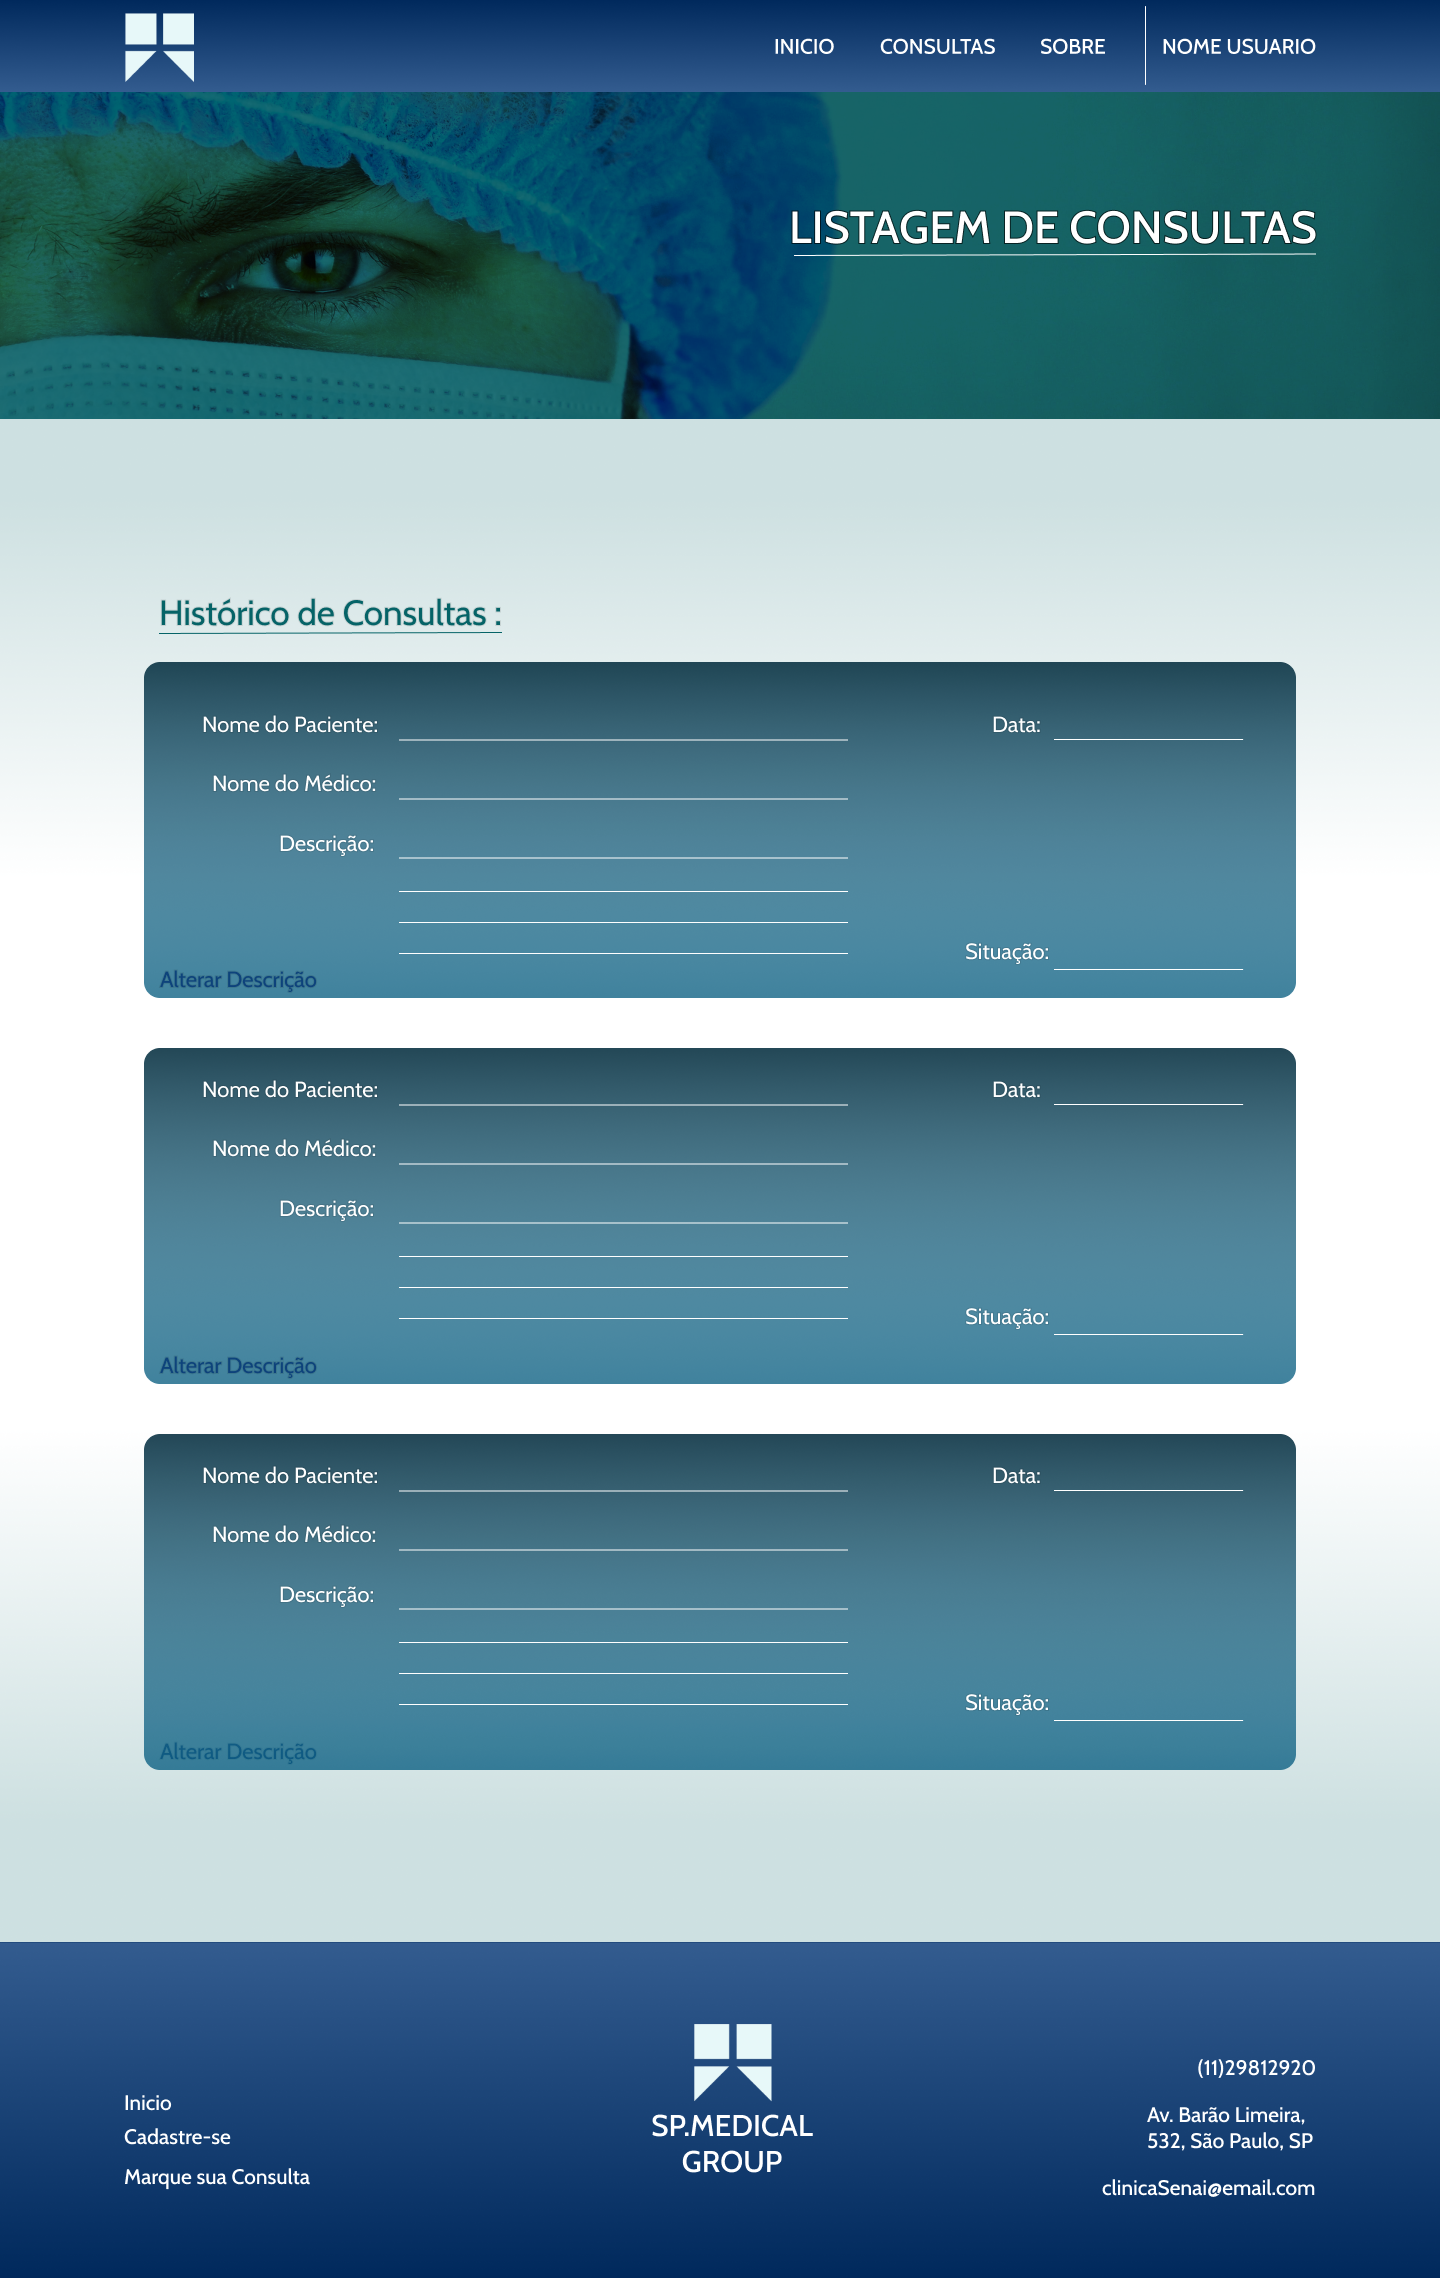 INICIO CONSULTAS SOBRE NOME USUARIO
LISTAGEM DE CONSULTAS
Histórico de Consultas :
Nome do Paciente: Data:
Nome do Médico:
Descrição:
Situação:
Alterar Descrição
Nome do Paciente: Data:
Nome do Médico:
Descrição:
Situação:
Alterar Descrição
Nome do Paciente: Data:
Nome do Médico:
Descrição:
Situação:
Alterar Descrição
Inicio
Cadastre-se
Marque sua Consulta
SP.MEDICAL
GROUP
(11)29812920
Av. Barão Limeira,
532, São Paulo, SP
clinicaSenai@email.com